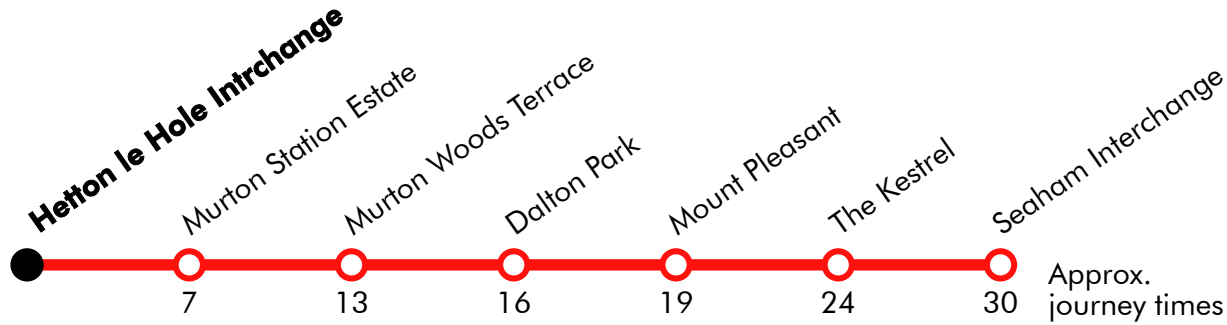 Hetton le Hole Intrchange
Murton Station Estate
Murton Woods Terrace
Dalton Park
Mount Pleasant
The Kestrel
Seaham Interchange
7
13
16
19
24
30
Approx.
journey times